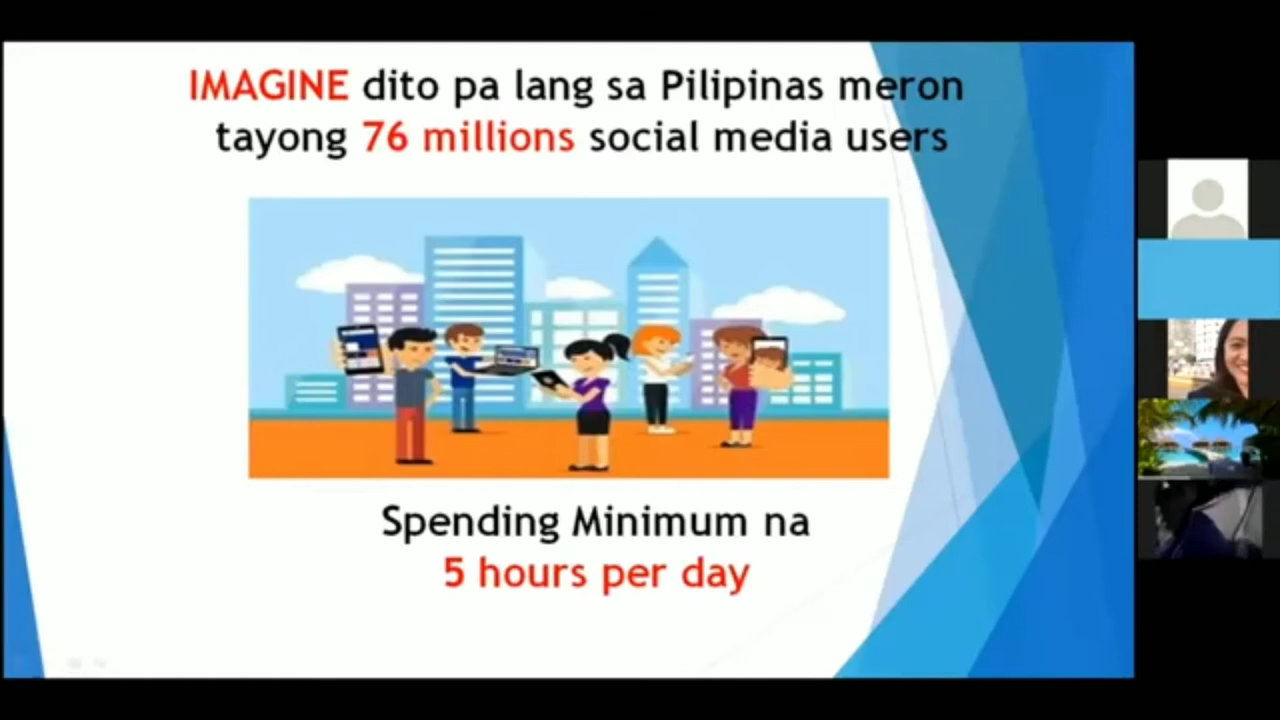 IMAGINE dito pa lang sa Pilipinas meron
tayong 76 millions social media users
Spending Minimum na
5 hours per day